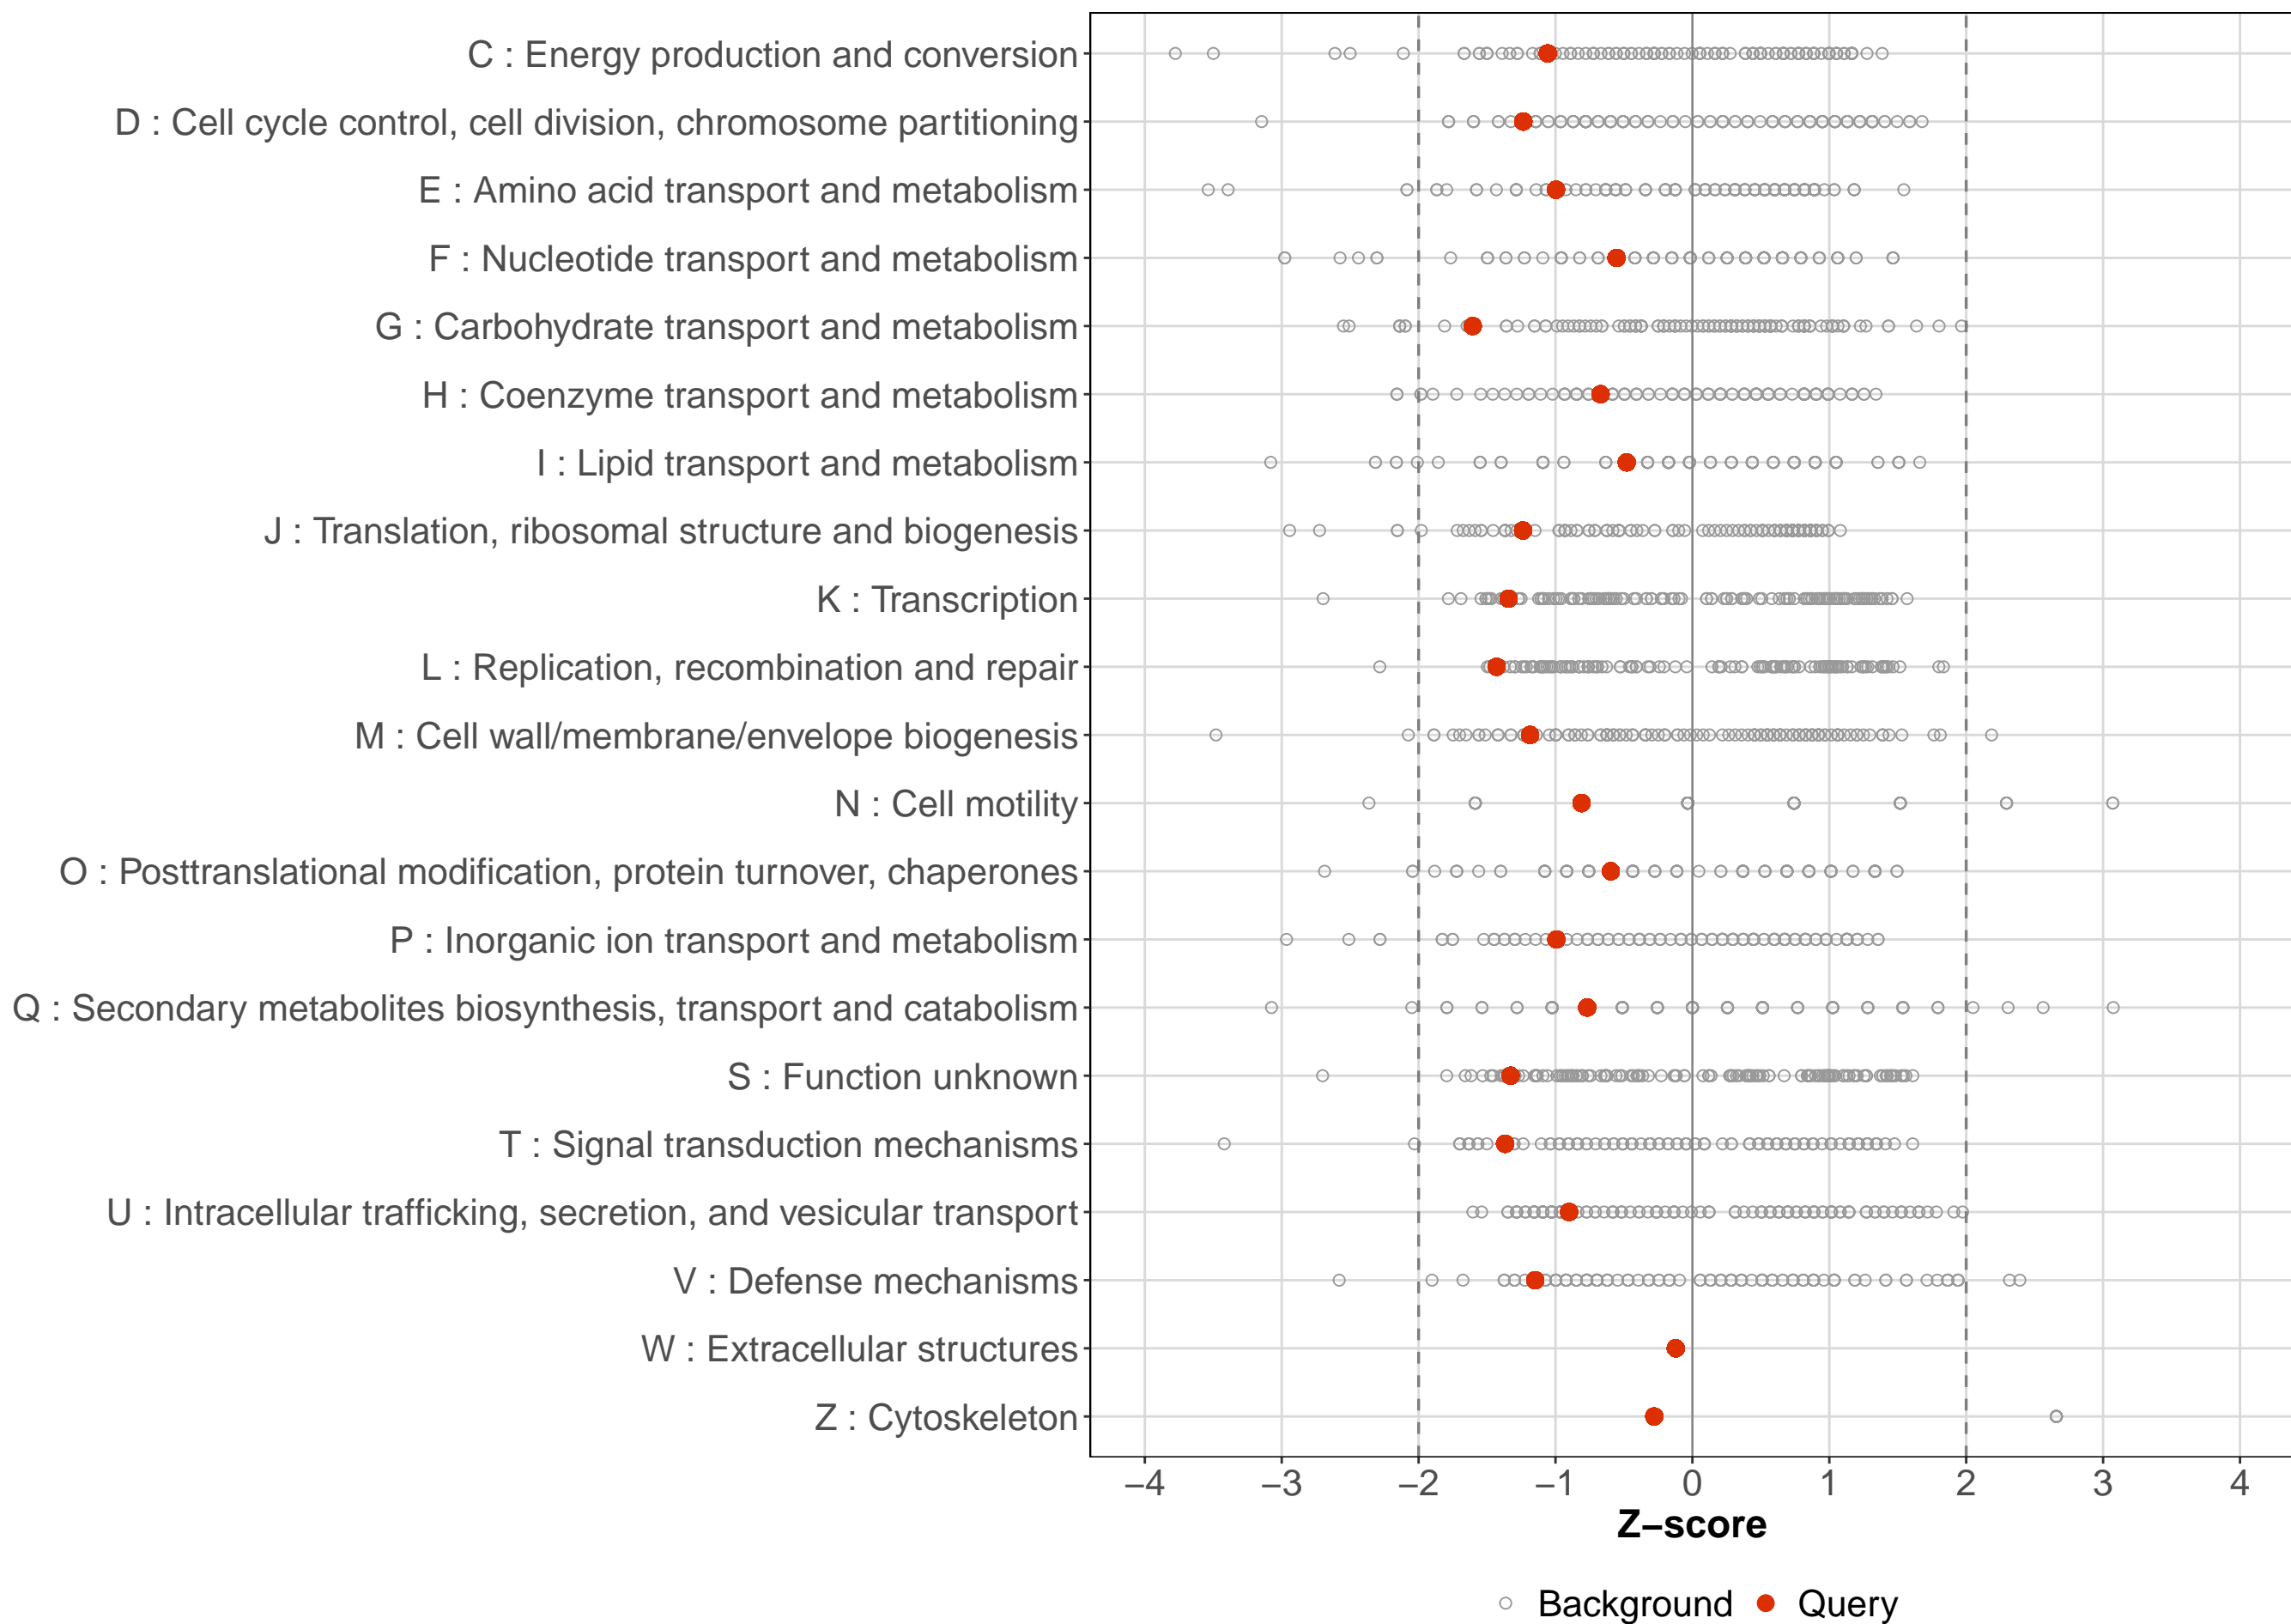 C : Energy production and conversion
D : Cell cycle control, cell division, chromosome partitioning
E : Amino acid transport and metabolism
F : Nucleotide transport and metabolism
G : Carbohydrate transport and metabolism
H : Coenzyme transport and metabolism
I : Lipid transport and metabolism
J : Translation, ribosomal structure and biogenesis
K : Transcription
L : Replication, recombination and repair
M : Cell wall/membrane/envelope biogenesis
N : Cell motility
O : Posttranslational modification, protein turnover, chaperones
P : Inorganic ion transport and metabolism
Q : Secondary metabolites biosynthesis, transport and catabolism
S : Function unknown
T : Signal transduction mechanisms
U : Intracellular trafficking, secretion, and vesicular transport
V : Defense mechanisms
W : Extracellular structures
Z : Cytoskeleton
−4 −3 −2 −1 0 1 2 3 4
Z−score
Background Query